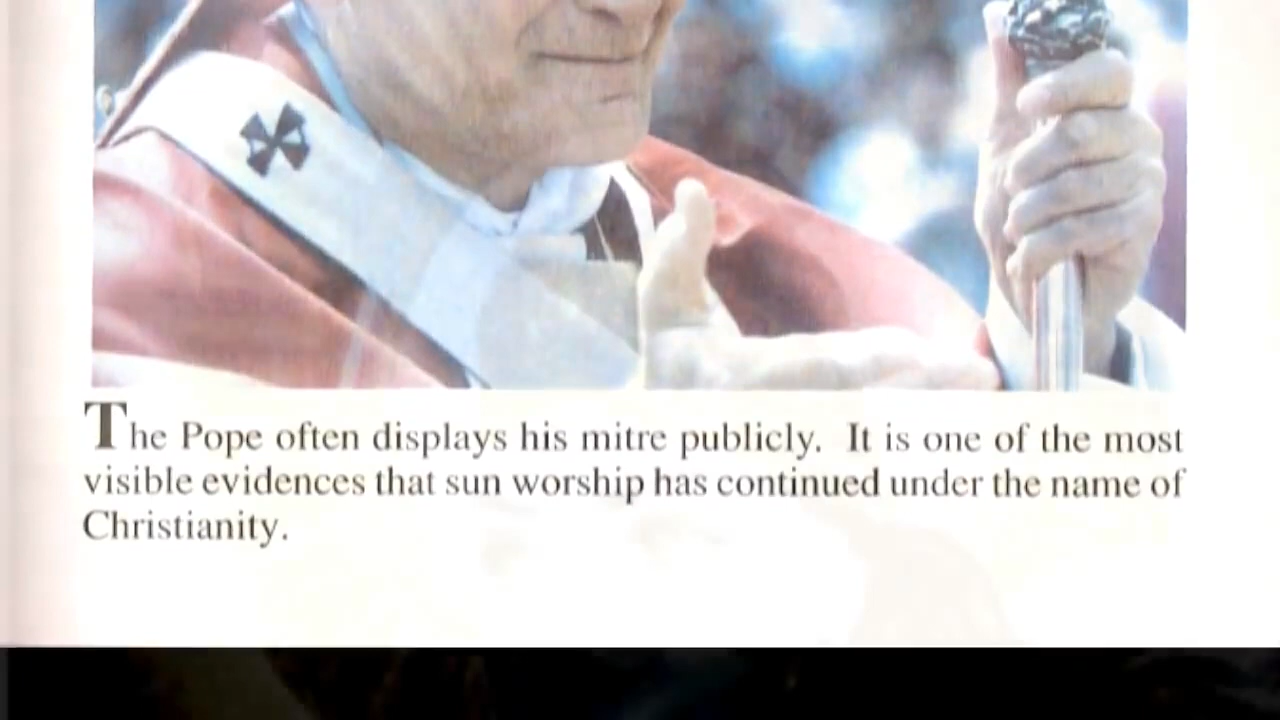 The Pope often displays his mitre publicly. It is one of the most
visible evidences that sun worship has continued under the name of
Christianity.